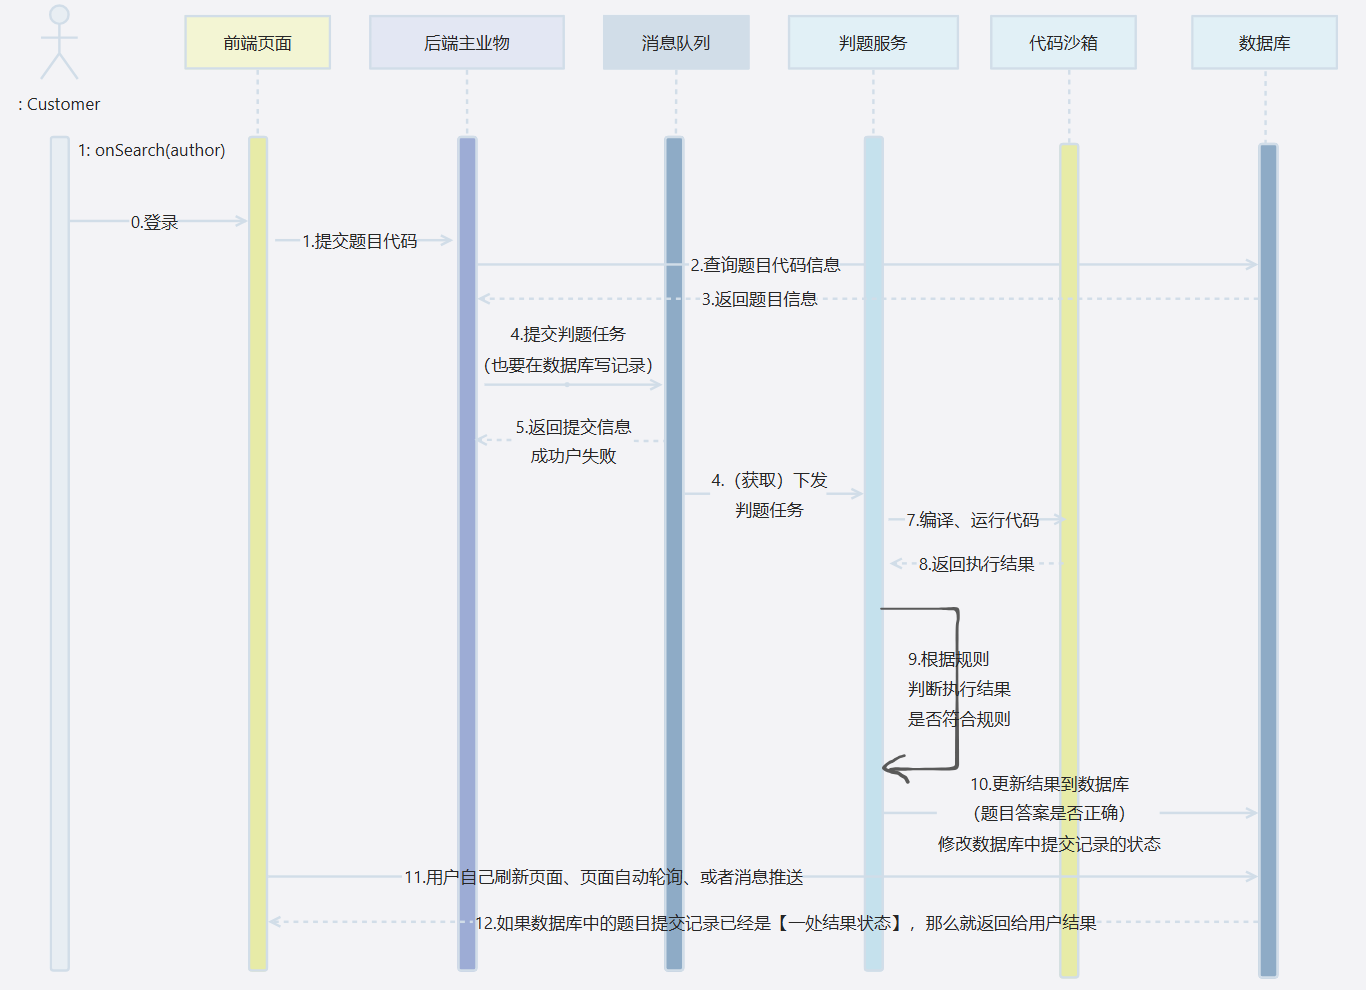 前端页面
后端主业物
消息队列
判题服务
代码沙箱
数据库
: Customer
1: onSearch(author)
0.登录
1.提交题目代码
2.查询题目代码信息
3.返回题目信息
4.提交判题任务
（也要在数据库写记录）
5.返回提交信息
成功户失败
4.（获取）下发
判题任务
7.编译、运行代码
8.返回执行结果
9.根据规则
判断执行结果
是否符合规则
10.更新结果到数据库
（题目答案是否正确）
修改数据库中提交记录的状态
11.用户自己刷新页面、页面自动轮询、或者消息推送
12.如果数据库中的题目提交记录已经是【一处结果状态】，那么就返回给用户结果